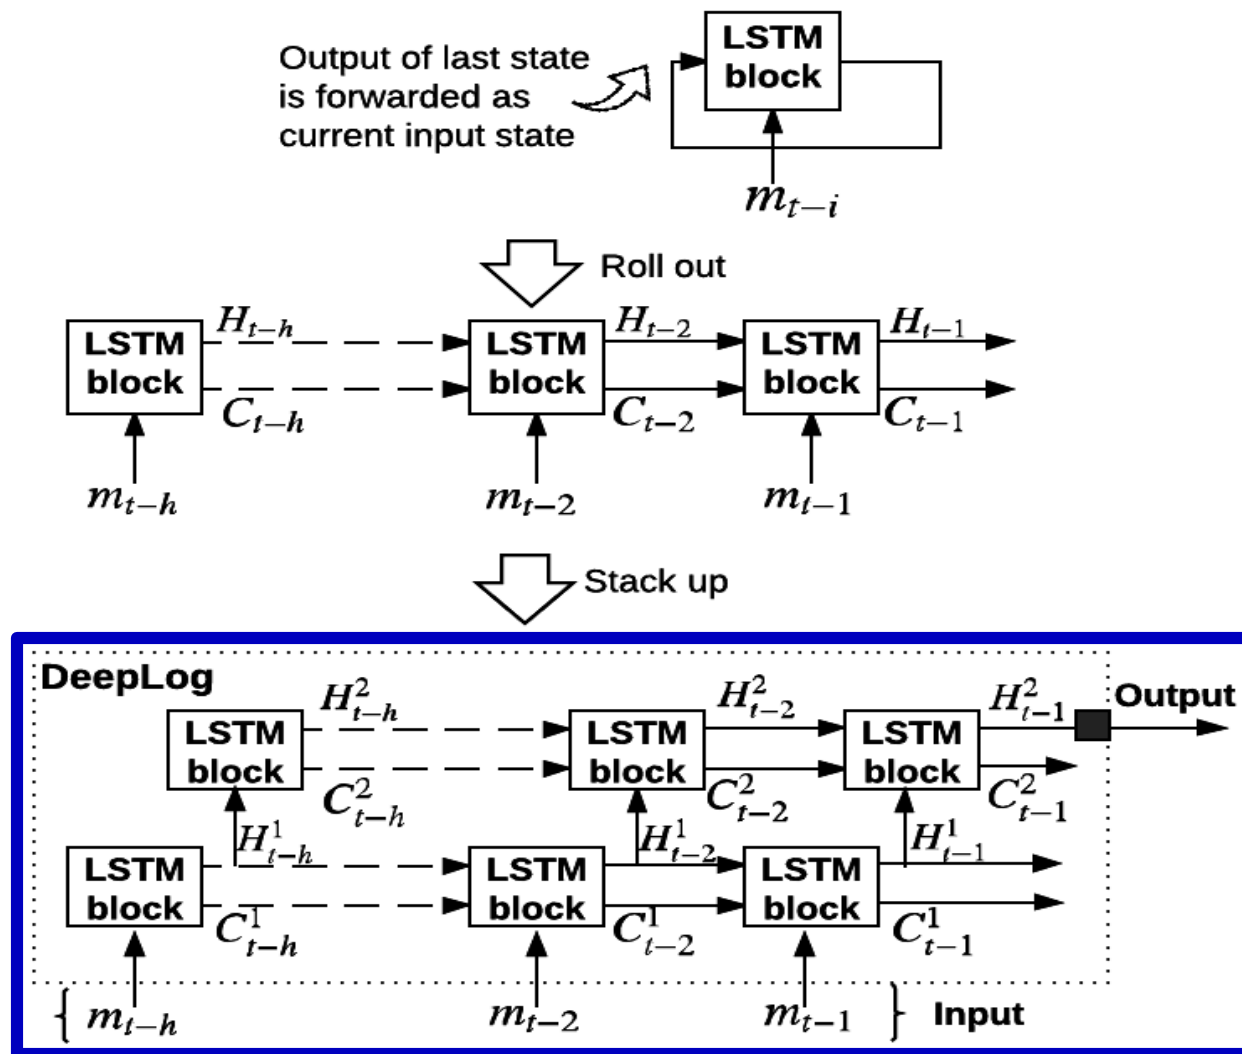 LSTM
block
Output of last state
is forwarded as
current input state
m_{t-i}
Roll out
LSTM
block
H_{t-h}
C_{t-h}
LSTM
block
H_{t-2}
C_{t-2}
LSTM
block
H_{t-1}
C_{t-1}
m_{t-h}
m_{t-2}
m_{t-1}
Stack up
DeepLog
LSTM
block
H^2_{t-h}
C^2_{t-h}
LSTM
block
H^2_{t-2}
C^2_{t-2}
LSTM
block
H^2_{t-1}
C^2_{t-1}
Output
LSTM
block
H^1_{t-h}
C^1_{t-h}
LSTM
block
H^1_{t-2}
C^1_{t-2}
LSTM
block
H^1_{t-1}
C^1_{t-1}
{ m_{t-h}
m_{t-2}
m_{t-1} } Input